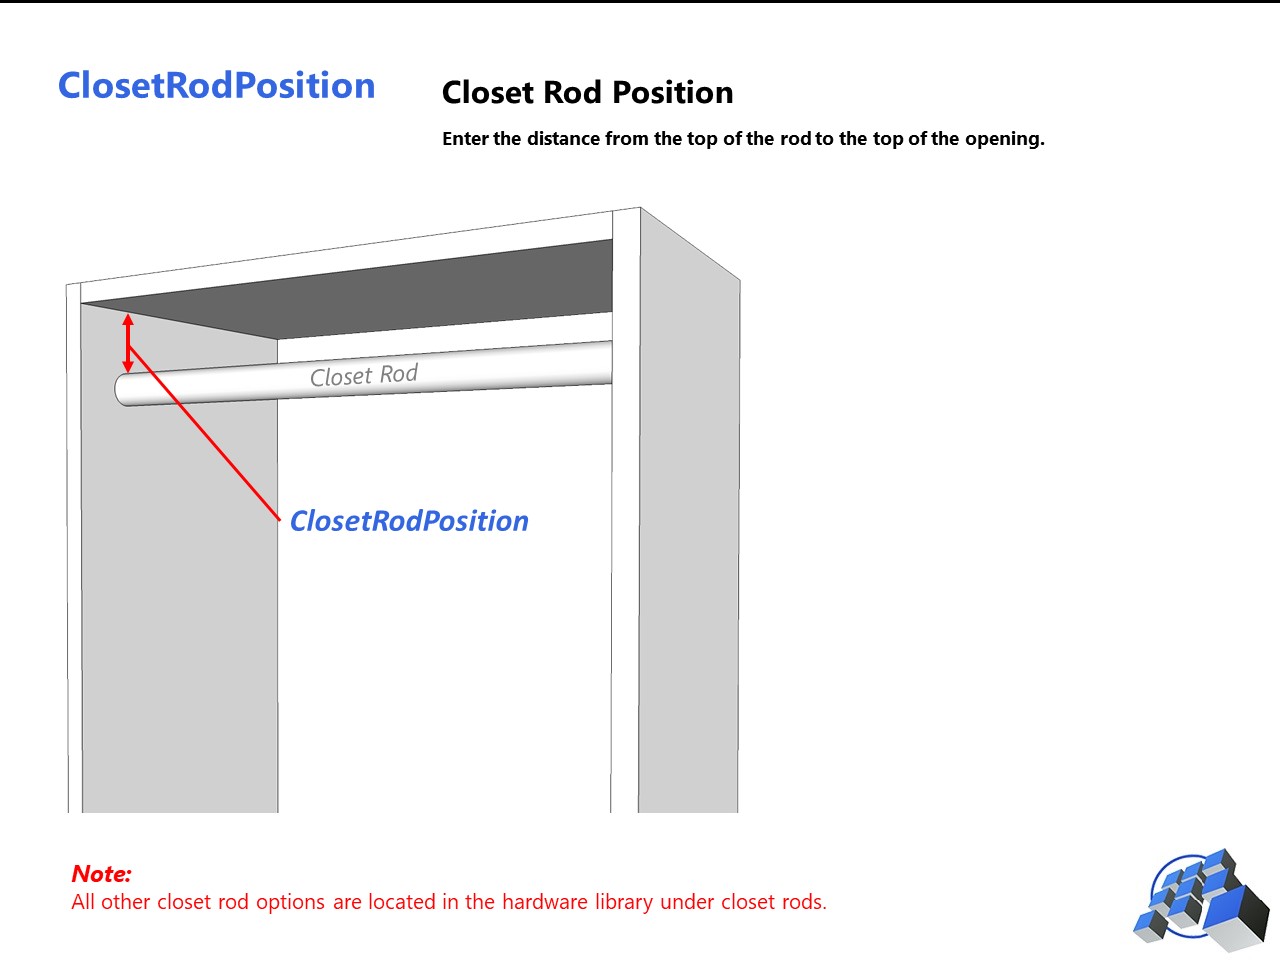 ClosetRodPosition
Closet Rod Position
Enter the distance from the top of the rod to the top of the opening.
Closet Rod
ClosetRodPosition
Note:
All other closet rod options are located in the hardware library under closet rods.